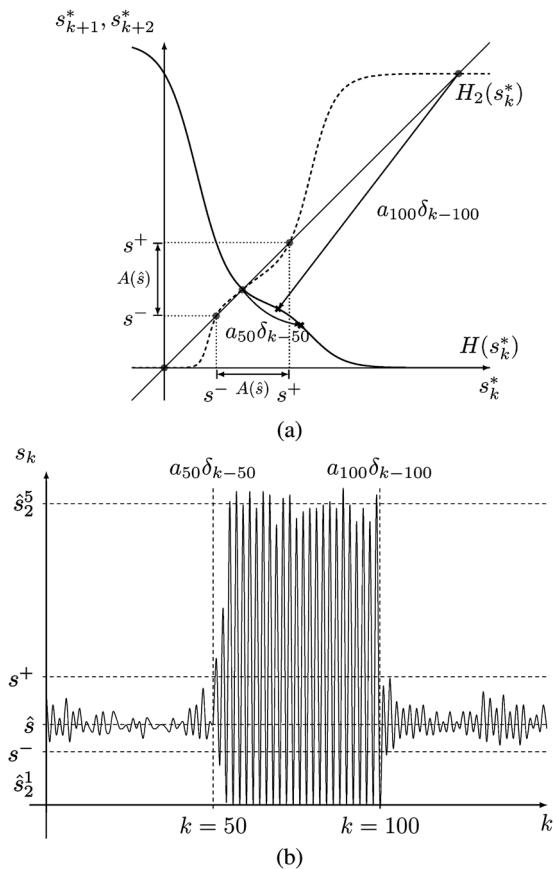 s*_{k+1}, s*_{k+2}
H_2(s*_k)
a_{100}δ_{k−100}
s^+
A(ŝ)
s^−
a_{50}δ_{k−50}
H(s*_k)
s^− A(ŝ) s^+ s*_k
(a)
s_k a_{50}δ_{k−50} a_{100}δ_{k−100}
ŝ^5_2
s^+
ŝ
s^−
ŝ^1_2
k = 50 k = 100 k
(b)